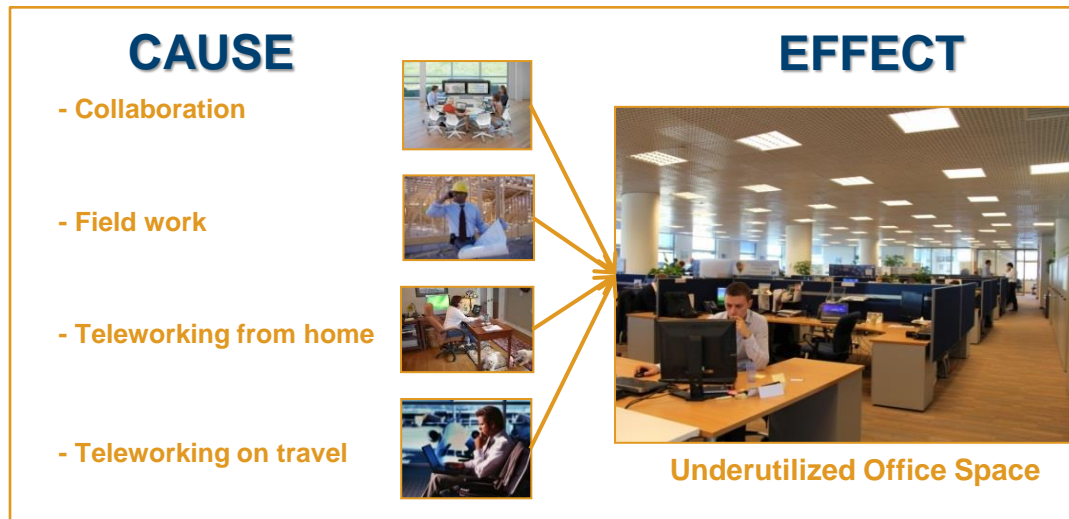 CAUSE
- Collaboration
- Field work
- Teleworking from home
- Teleworking on travel
EFFECT
Underutilized Office Space